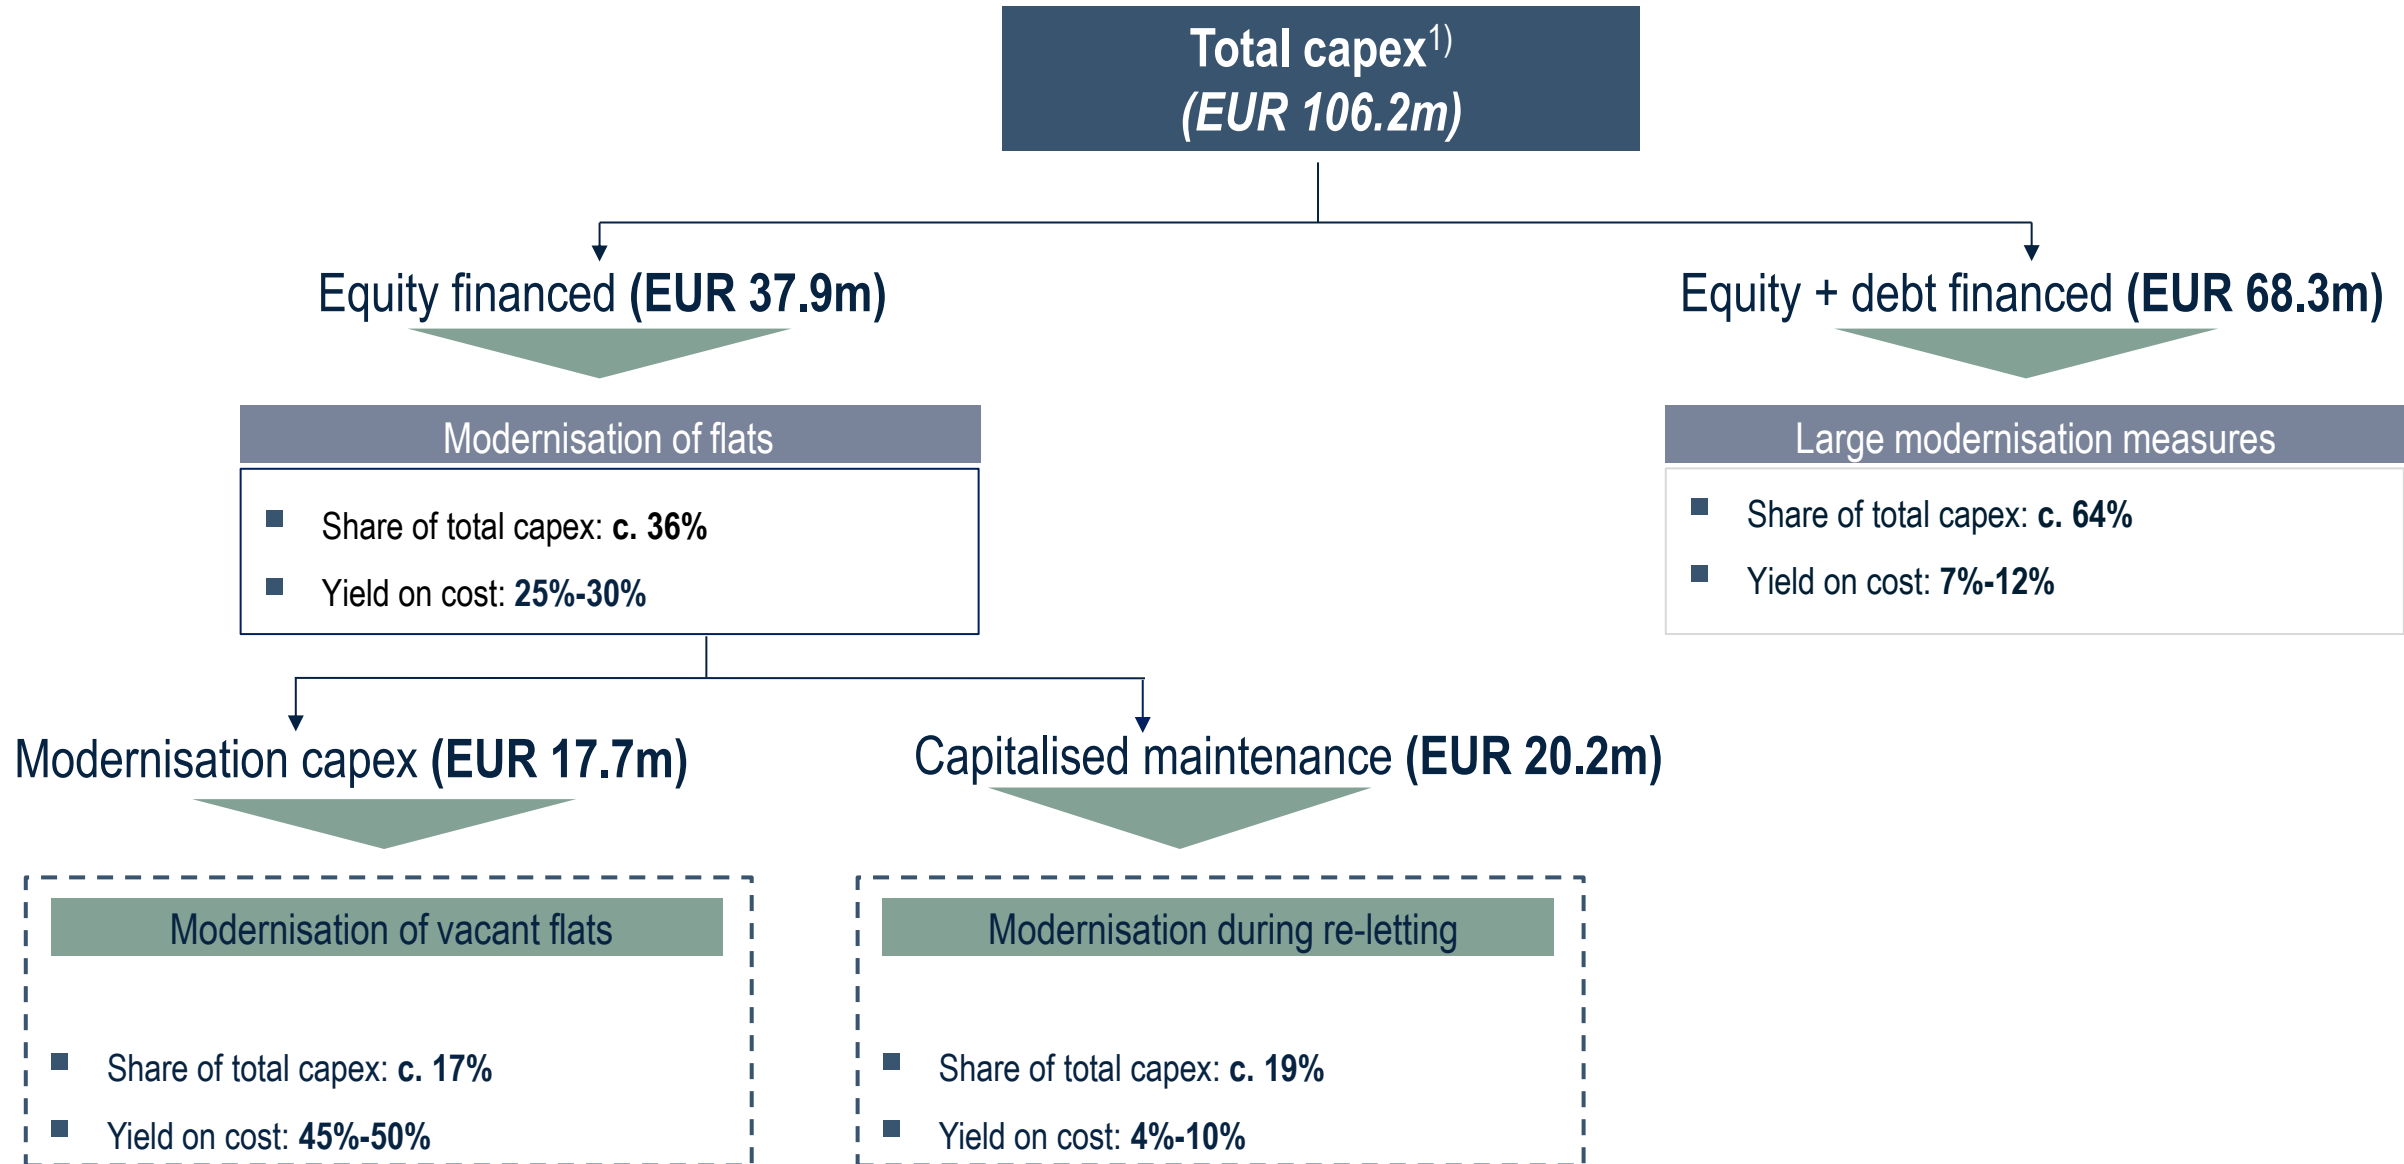 Total capex1)
(EUR 106.2m)
Equity financed (EUR 37.9m)
Equity + debt financed (EUR 68.3m)
Modernisation of flats
Share of total capex: c. 36%
Yield on cost: 25%-30%
Large modernisation measures
Share of total capex: c. 64%
Yield on cost: 7%-12%
Modernisation capex (EUR 17.7m)
Capitalised maintenance (EUR 20.2m)
Modernisation of vacant flats
Share of total capex: c. 17%
Yield on cost: 45%-50%
Modernisation during re-letting
Share of total capex: c. 19%
Yield on cost: 4%-10%